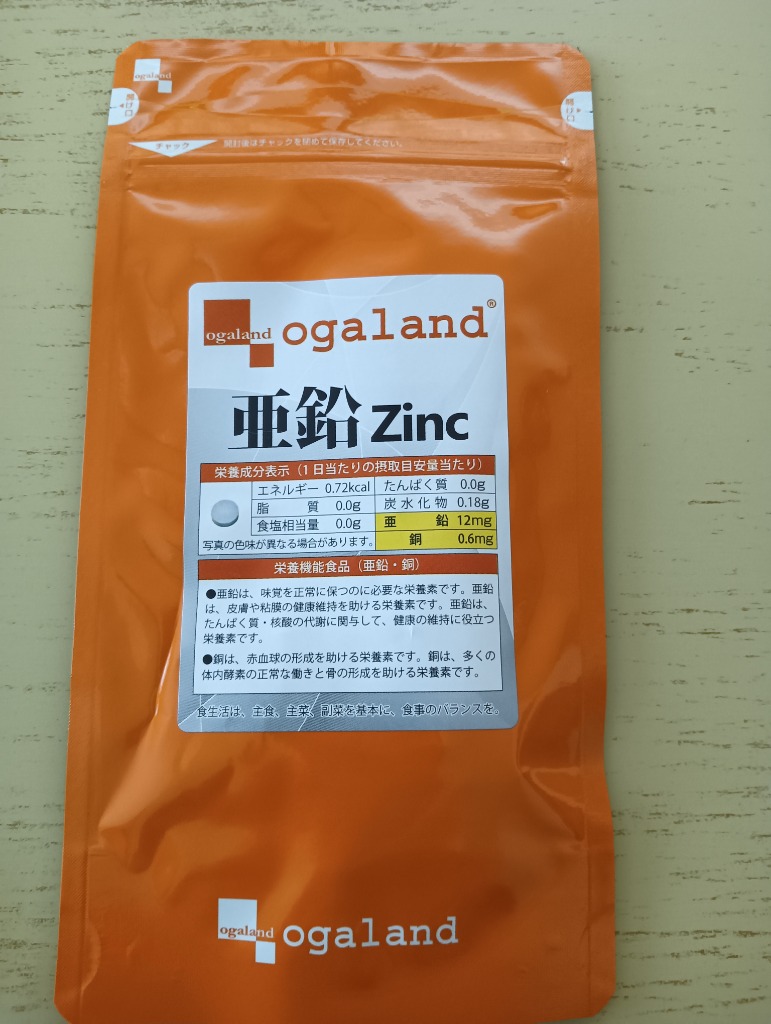 ogaland
開け口
開け口
チャック 開封後はチャックを閉めて保存してください。
ogaland ogaland®
亜鉛 Zinc
栄養成分表示（1日当たりの摂取目安量当たり）
エネルギー 0.72kcal たんぱく質 0.0g
脂質 0.0g 炭水化物 0.18g
食塩相当量 0.0g 亜鉛 12mg
写真の色味が異なる場合があります。 銅 0.6mg
栄養機能食品（亜鉛・銅）
●亜鉛は、味覚を正常に保つのに必要な栄養素です。亜鉛
は、皮膚や粘膜の健康維持を助ける栄養素です。亜鉛は、
たんぱく質・核酸の代謝に関与して、健康の維持に役立つ
栄養素です。
●銅は、赤血球の形成を助ける栄養素です。銅は、多くの
体内酵素の正常な働きと骨の形成を助ける栄養素です。
食生活は、主食、主菜、副菜を基本に、食事のバランスを。
ogaland ogaland